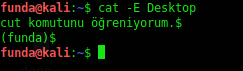 funda@kali:~$ cat -E Desktop
cut komutunu öğreniyorum.$
(funda)$
funda@kali:~$